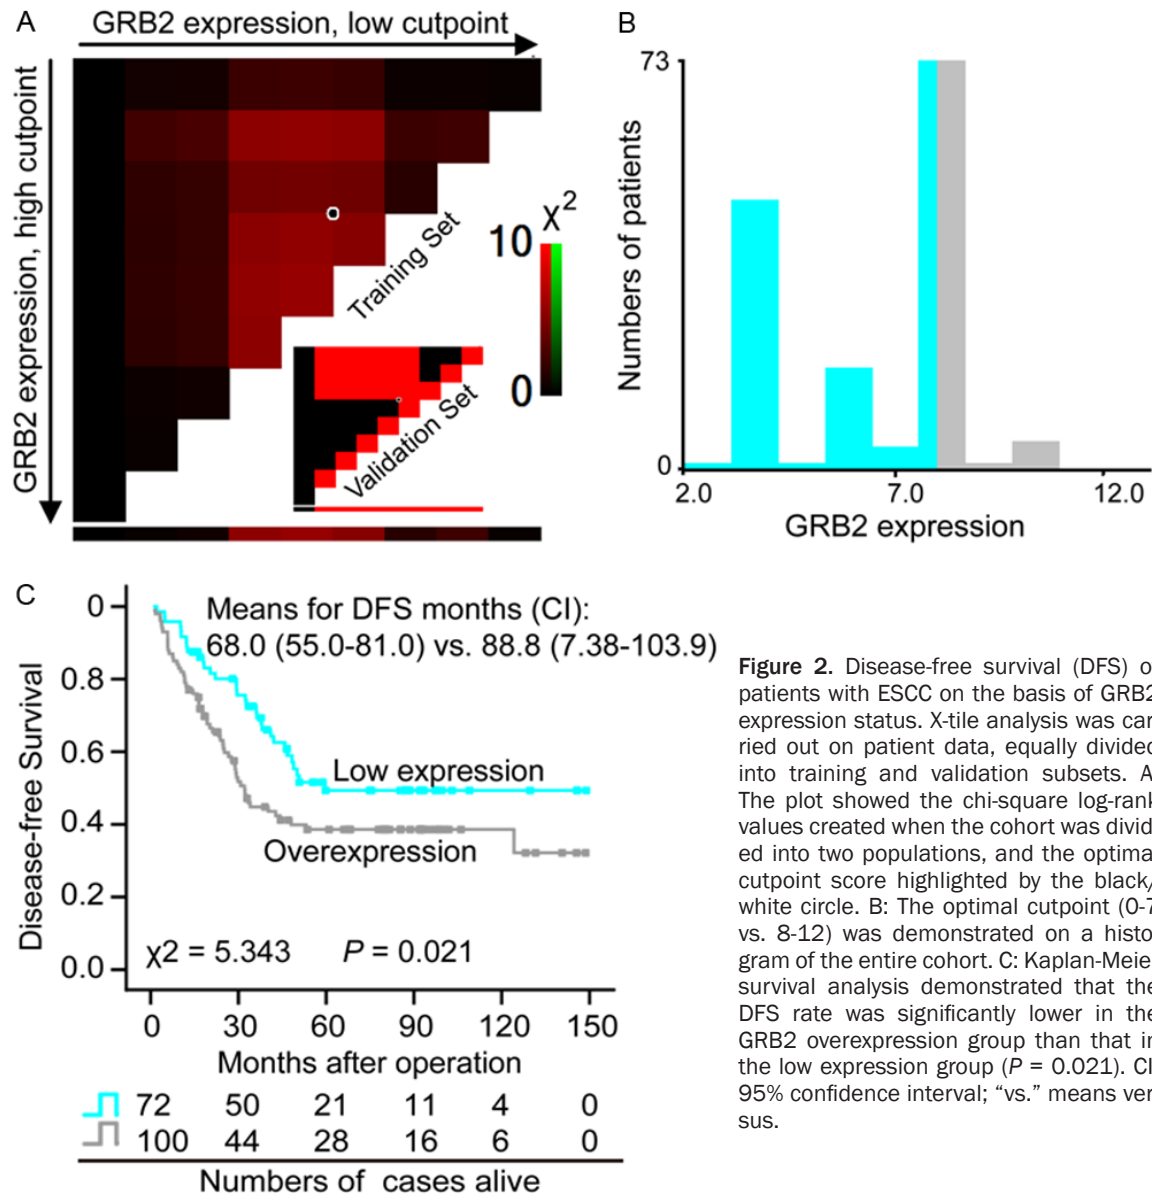 A
GRB2 expression, low cutpoint
GRB2 expression, high cutpoint
Training Set
Validation Set
χ2
10
0
B
73
0
Numbers of patients
2.0 7.0 12.0
GRB2 expression
C
Means for DFS months (CI):
68.0 (55.0-81.0) vs. 88.8 (7.38-103.9)
Disease-free Survival
0
0.8
0.6
0.4
0.2
0.0
Low expression
Overexpression
χ2 = 5.343 P = 0.021
0 30 60 90 120 150
Months after operation
72 50 21 11 4 0
100 44 28 16 6 0
Numbers of cases alive
Figure 2. Disease-free survival (DFS) o
patients with ESCC on the basis of GRB2
expression status. X-tile analysis was car
ried out on patient data, equally divided
into training and validation subsets. A
The plot showed the chi-square log-rank
values created when the cohort was divid
ed into two populations, and the optima
cutpoint score highlighted by the black/
white circle. B: The optimal cutpoint (0-7
vs. 8-12) was demonstrated on a histo
gram of the entire cohort. C: Kaplan-Meie
survival analysis demonstrated that the
DFS rate was significantly lower in the
GRB2 overexpression group than that in
the low expression group (P = 0.021). CI
95% confidence interval; “vs.” means ver
sus.